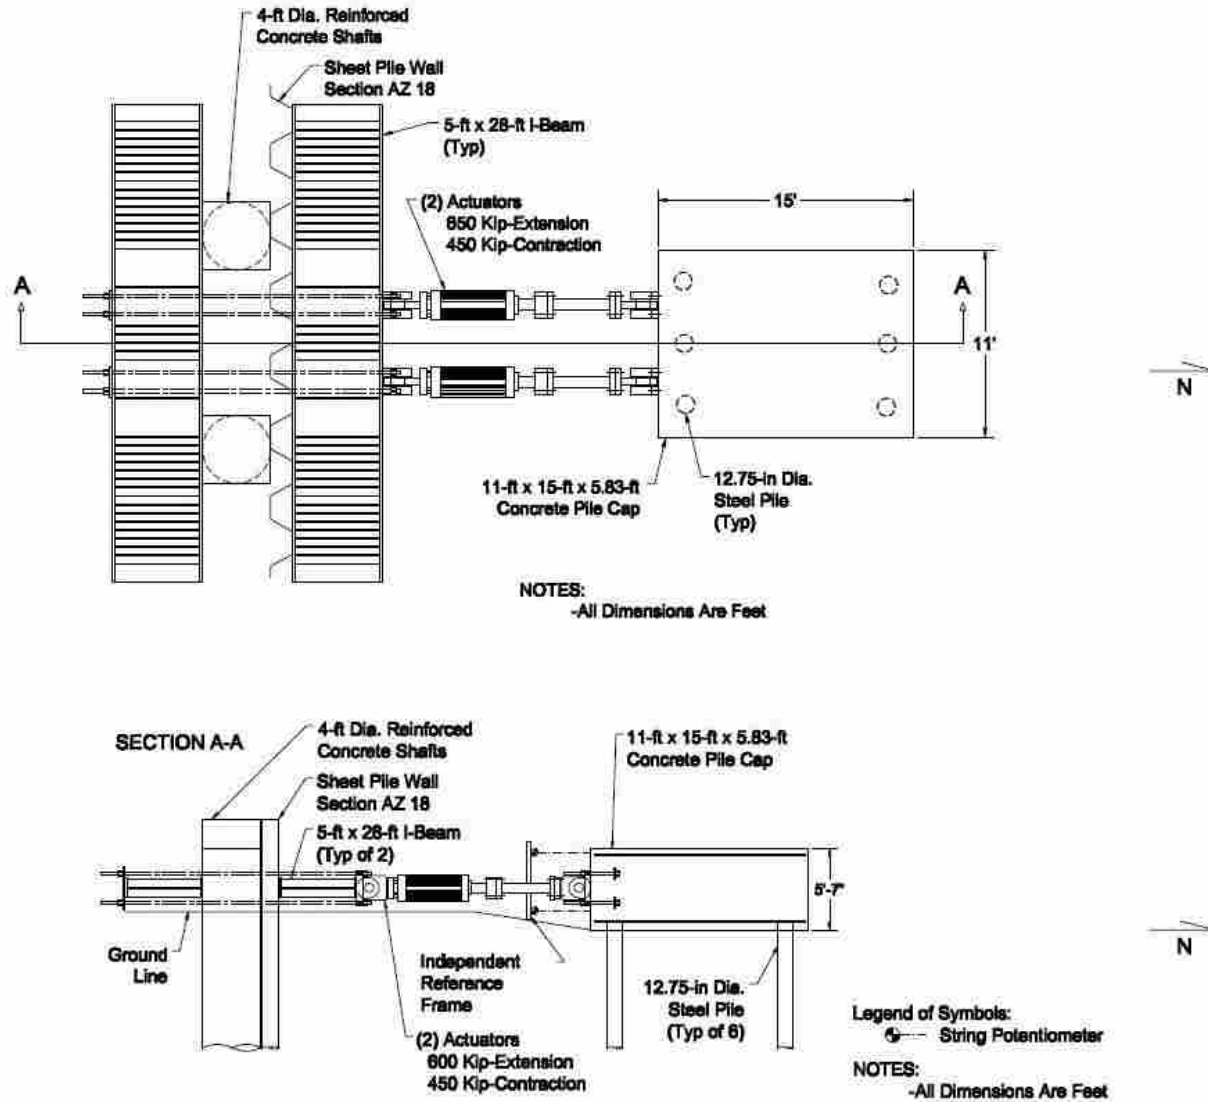 4-ft Dia. Reinforced
Concrete Shafts
Sheet Pile Wall
Section AZ 18
5-ft x 28-ft I-Beam
(Typ)
(2) Actuators
650 Kip-Extension
450 Kip-Contraction
15'
A
A
11'
N
11-ft x 15-ft x 5.83-ft
Concrete Pile Cap
12.75-in Dia.
Steel Pile
(Typ)
NOTES:
-All Dimensions Are Feet
SECTION A-A
4-ft Dia. Reinforced
Concrete Shafts
Sheet Pile Wall
Section AZ 18
5-ft x 28-ft I-Beam
(Typ of 2)
11-ft x 15-ft x 5.83-ft
Concrete Pile Cap
5'-7"
N
Ground
Line
Independent
Reference
Frame
(2) Actuators
600 Kip-Extension
450 Kip-Contraction
12.75-in Dia.
Steel Pile
(Typ of 6)
Legend of Symbols:
String Potentiometer
NOTES:
-All Dimensions Are Feet